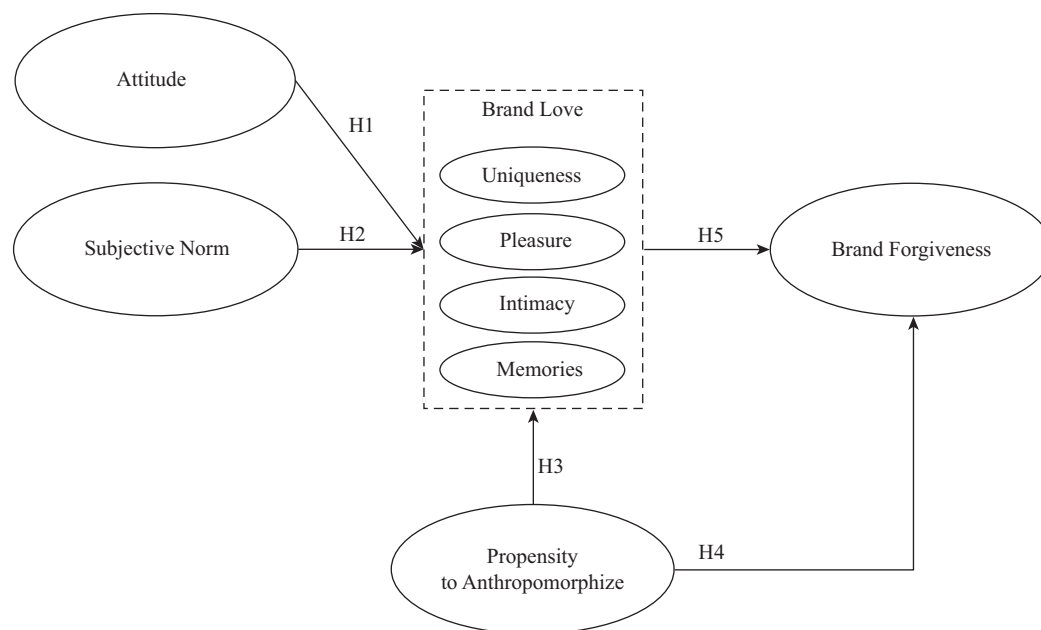 Attitude
H1
Brand Love
Uniqueness
Subjective Norm
H2
Pleasure
H5
Brand Forgiveness
Intimacy
Memories
H3
Propensity
to Anthropomorphize
H4